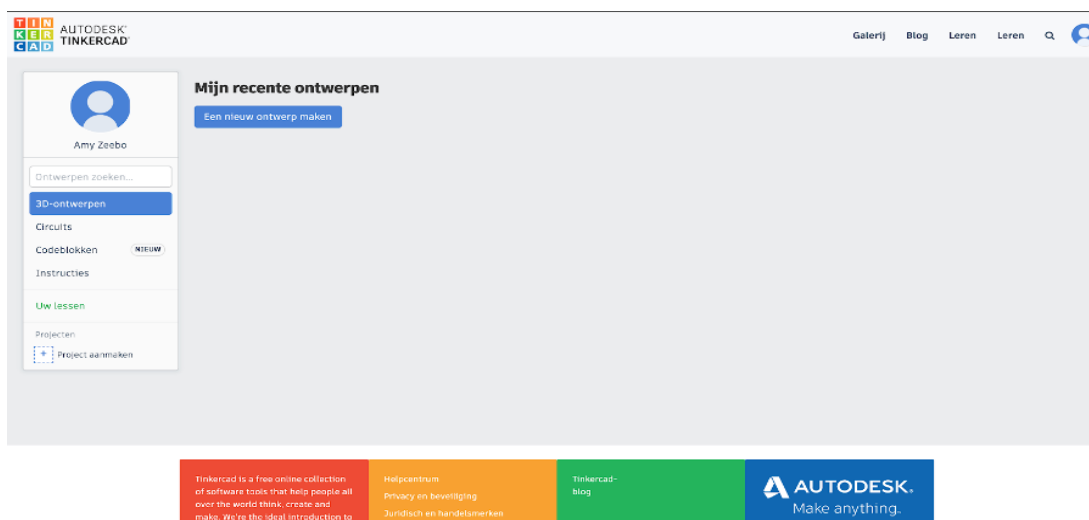 TIN
KER
CAD
AUTODESK®
TINKERCAD®
Galerij Blog Leren Leren
Amy Zeebo
Ontwerpen zoeken...
3D-ontwerpen
Circuits
Codeblokken NIEUW
Instructies
Uw lessen
Projecten
+ Project aanmaken
Mijn recente ontwerpen
Een nieuw ontwerp maken
Tinkercad is a free online collection
of software tools that help people all
over the world think, create and
make. We're the ideal introduction to
Helpcentrum
Privacy en beveiliging
Juridisch en handelsmerken
Tinkercad-
blog
AUTODESK®
Make anything™